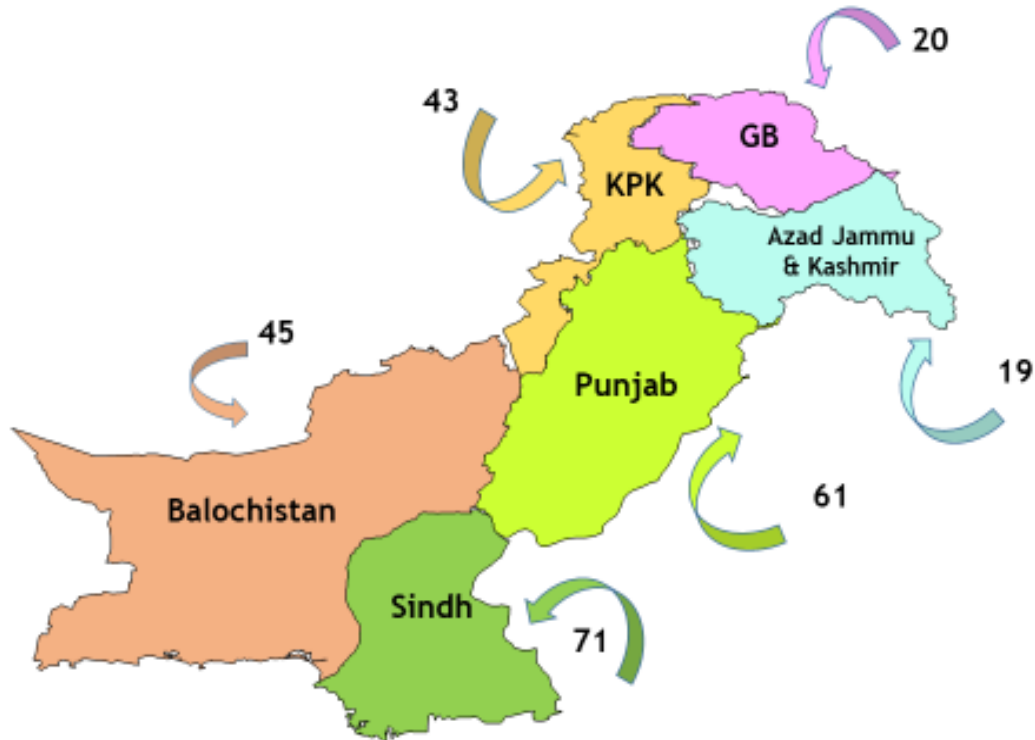 20
43
GB
KPK
Azad Jammu
& Kashmir
45
19
Punjab
61
Balochistan
Sindh
71